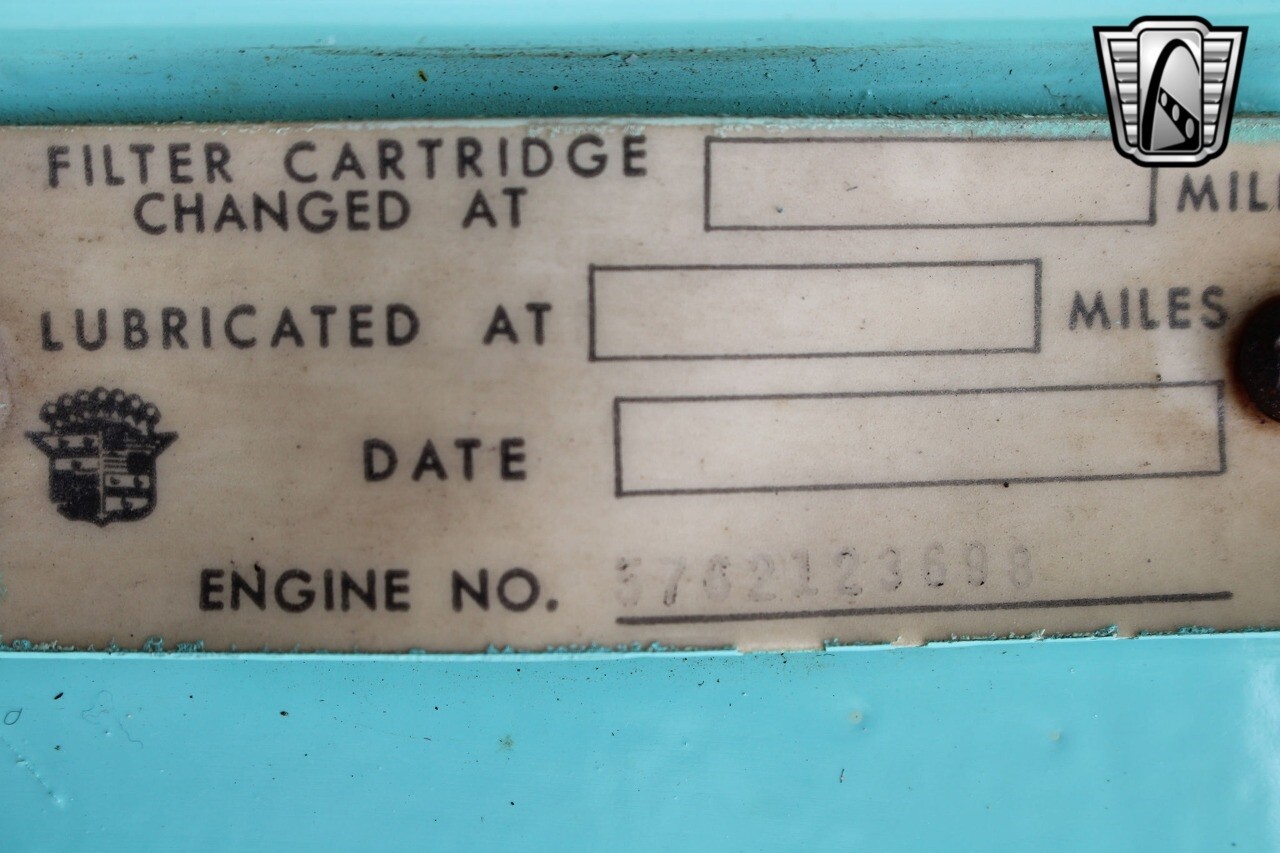 FILTER CARTRIDGE
CHANGED AT MIL
LUBRICATED AT MILES
DATE
ENGINE NO. 5762123698